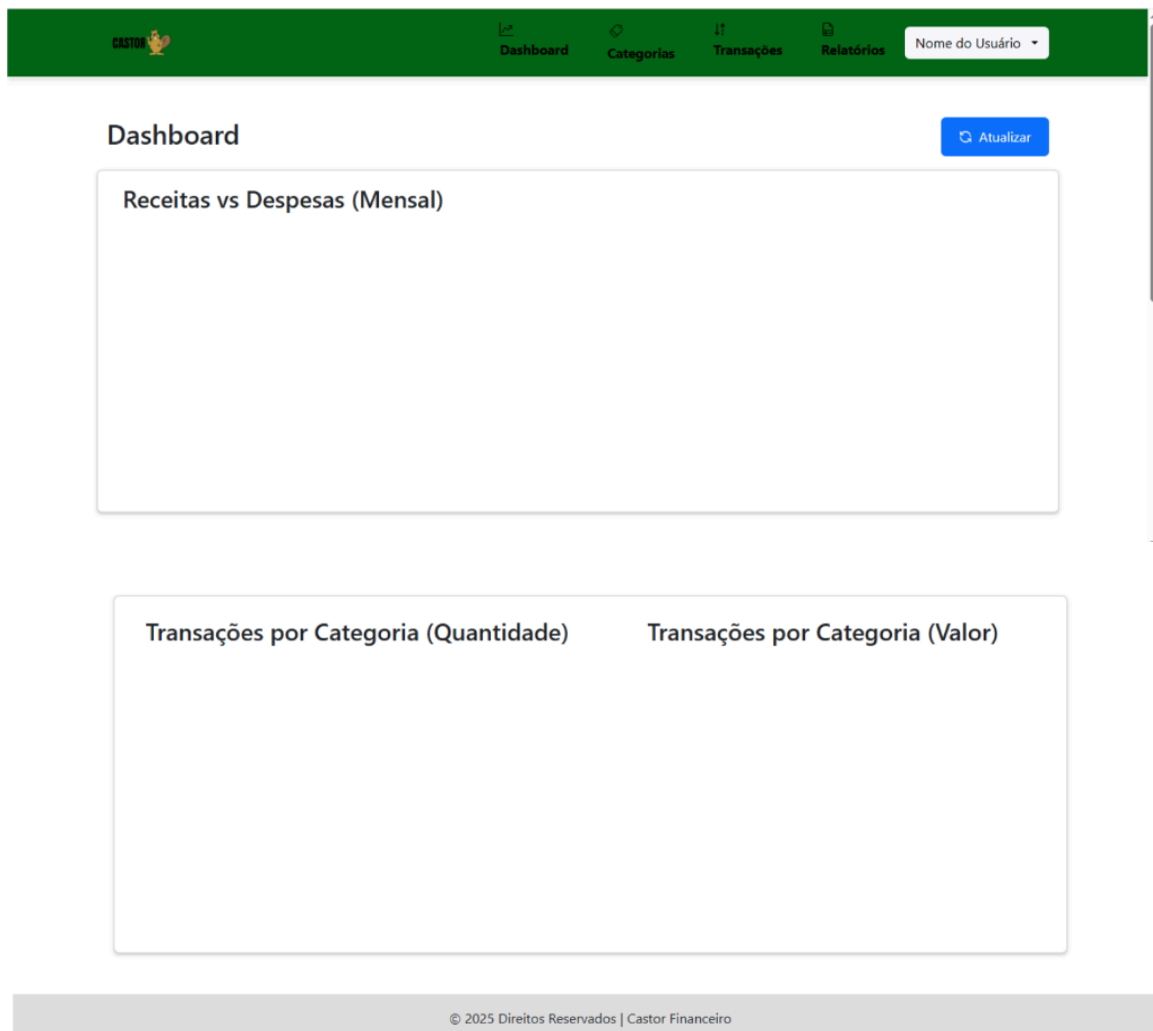 CASTOR
Dashboard
Categorias
Transações
Relatórios
Nome do Usuário
Dashboard
Atualizar
Receitas vs Despesas (Mensal)
Transações por Categoria (Quantidade)
Transações por Categoria (Valor)
© 2025 Direitos Reservados | Castor Financeiro